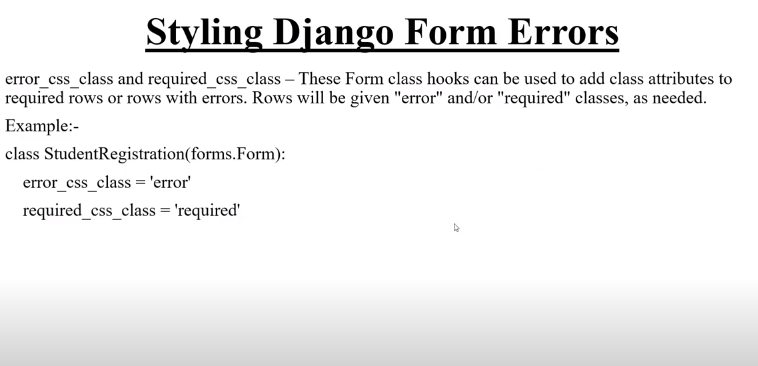 Styling Django Form Errors
error_css_class and required_css_class – These Form class hooks can be used to add class attributes to
required rows or rows with errors. Rows will be given "error" and/or "required" classes, as needed.
Example:-
class StudentRegistration(forms.Form):
error_css_class = 'error'
required_css_class = 'required'